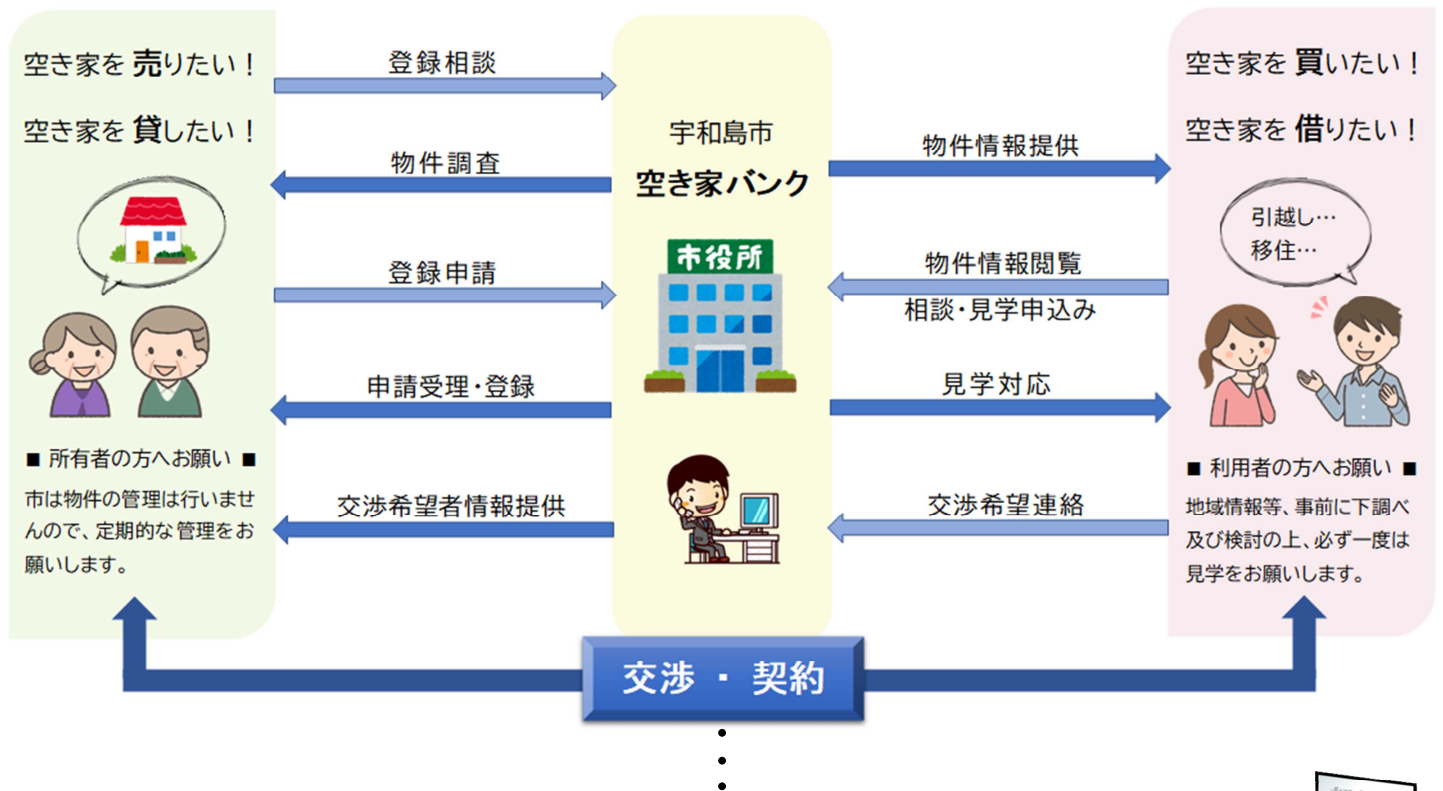 空き家を 売りたい！
空き家を 貸したい！
■ 所有者の方へお願い ■
市は物件の管理は行いませ
んので、定期的な管理をお
願いします。
登録相談
物件調査
登録申請
申請受理・登録
交渉希望者情報提供
宇和島市
空き家バンク
市役所
物件情報提供
物件情報閲覧
相談・見学申込み
見学対応
交渉希望連絡
空き家を 買いたい！
空き家を 借りたい！
引越し…
移住…
■ 利用者の方へお願い ■
地域情報等、事前に下調べ
及び検討の上、必ず一度は
見学をお願いします。
交渉 ・ 契約